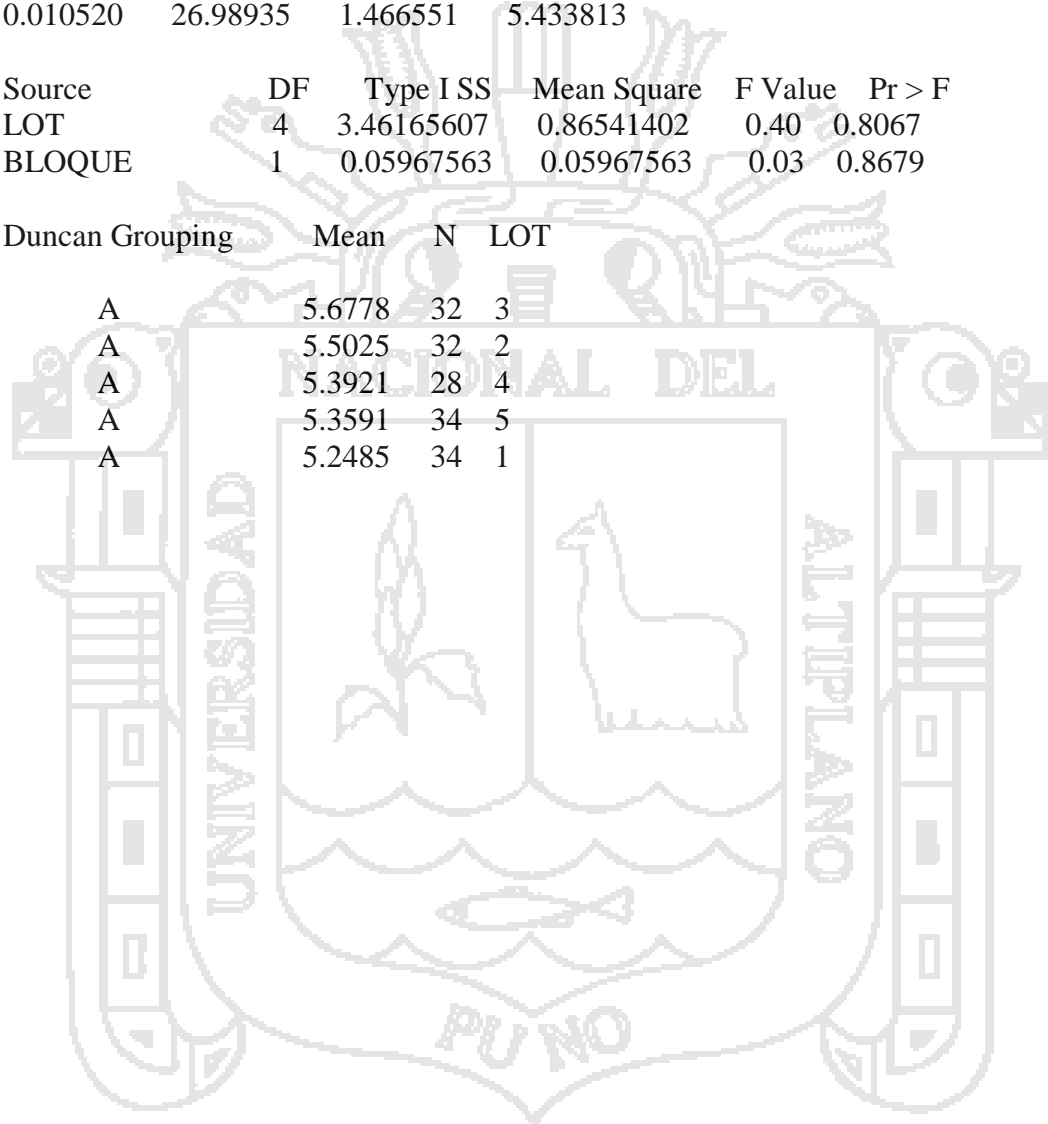 0.010520 26.98935 1.466551 5.433813
Source DF Type I SS Mean Square F Value Pr > F
LOT 4 3.46165607 0.86541402 0.40 0.8067
BLOQUE 1 0.05967563 0.05967563 0.03 0.8679
Duncan Grouping Mean N LOT
A 5.6778 32 3
A 5.5025 32 2
A 5.3921 28 4
A 5.3591 34 5
A 5.2485 34 1
NACIONAL DEL
UNIVERSIDAD
ALTIPLANO
PUNO